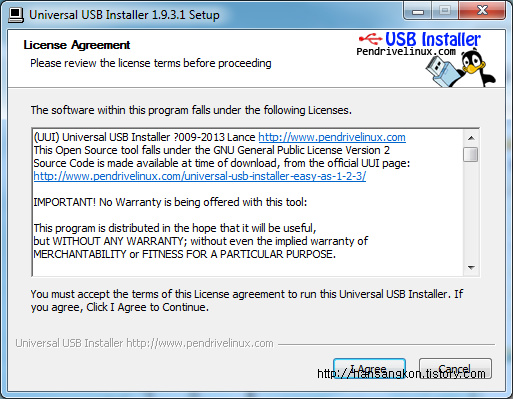 Universal USB Installer 1.9.3.1 Setup
License Agreement
Please review the license terms before proceeding
USB Installer
Pendrivelinux.com
The software within this program falls under the following Licenses.
(UUI) Universal USB Installer ?009-2013 Lance http://www.pendrivelinux.com
This Open Source tool falls under the GNU General Public License Version 2
Source Code is made available at time of download, from the official UUI page:
http://www.pendrivelinux.com/universal-usb-installer-easy-as-1-2-3/
IMPORTANT! No Warranty is being offered with this tool:
This program is distributed in the hope that it will be useful,
but WITHOUT ANY WARRANTY; without even the implied warranty of
MERCHANTABILITY or FITNESS FOR A PARTICULAR PURPOSE.
You must accept the terms of this License agreement to run this Universal USB Installer. If
you agree, Click I Agree to Continue.
Universal USB Installer http://www.pendrivelinux.com
I Agree
Cancel
http://hansangkon.tistory.com